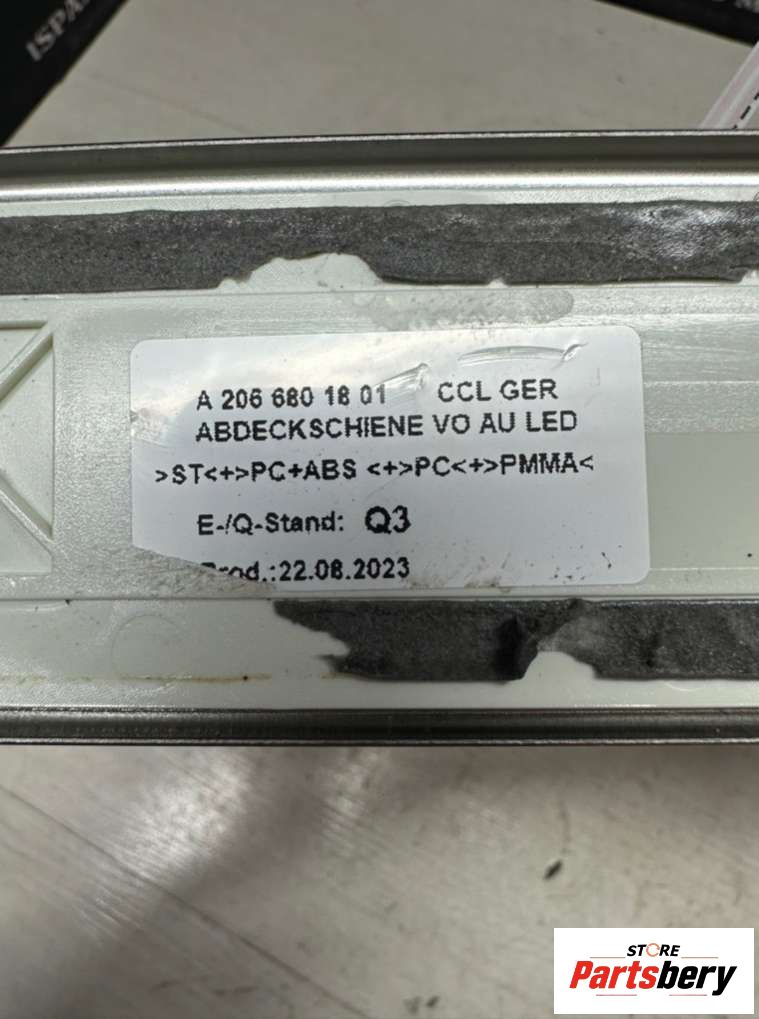 ISPA
A 206 680 18 01 CCL GER
ABDECKSCHIENE VO AU LED
>ST<+>PC+ABS <+>PC<+>PMMA<
E-/Q-Stand: Q3
Prod.:22.08.2023
STORE
Partsbery